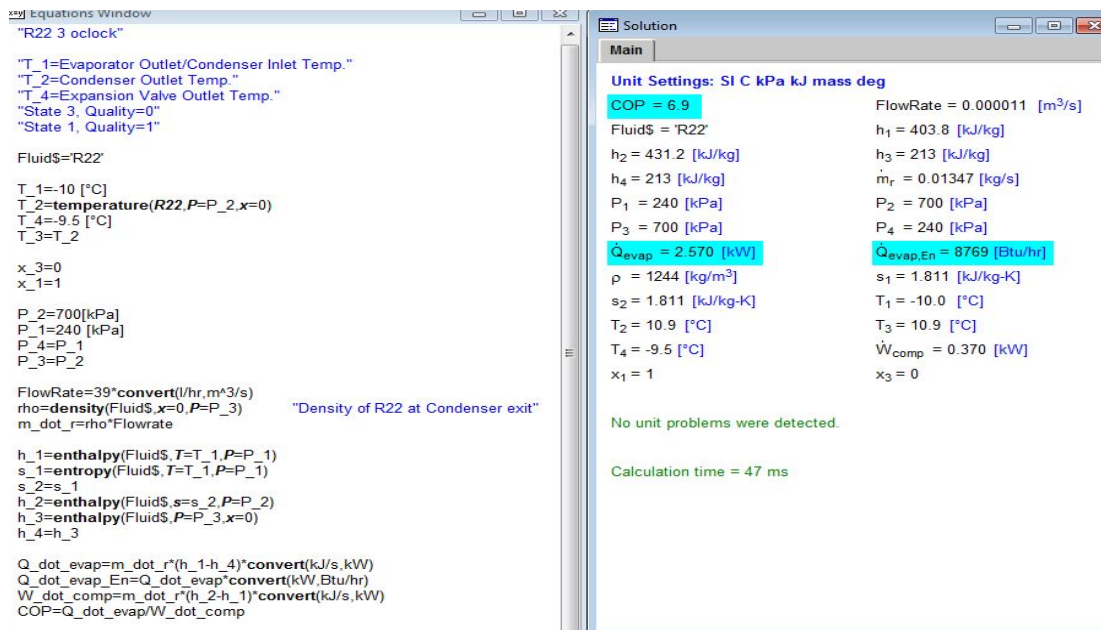 Equations Window
"R22 3 oclock"
"T_1=Evaporator Outlet/Condenser Inlet Temp."
"T_2=Condenser Outlet Temp."
"T_4=Expansion Valve Outlet Temp."
"State 3, Quality=0"
"State 1, Quality=1"
Fluid$='R22'
T_1=-10 [°C]
T_2=temperature(R22,P=P_2,x=0)
T_4=-9.5 [°C]
T_3=T_2
x_3=0
x_1=1
P_2=700[kPa]
P_1=240 [kPa]
P_4=P_1
P_3=P_2
FlowRate=39*convert(l/hr,m^3/s)
rho=density(Fluid$,x=0,P=P_3) "Density of R22 at Condenser exit"
m_dot_r=rho*Flowrate
h_1=enthalpy(Fluid$,T=T_1,P=P_1)
s_1=entropy(Fluid$,T=T_1,P=P_1)
s_2=s_1
h_2=enthalpy(Fluid$,s=s_2,P=P_2)
h_3=enthalpy(Fluid$,P=P_3,x=0)
h_4=h_3
Q_dot_evap=m_dot_r*(h_1-h_4)*convert(kJ/s,kW)
Q_dot_evap_En=Q_dot_evap*convert(kW,Btu/hr)
W_dot_comp=m_dot_r*(h_2-h_1)*convert(kJ/s,kW)
COP=Q_dot_evap/W_dot_comp
Solution
Main
Unit Settings: SI C kPa kJ mass deg
COP = 6.9 FlowRate = 0.000011 [m³/s]
Fluid$ = 'R22' h₁ = 403.8 [kJ/kg]
h₂ = 431.2 [kJ/kg] h₃ = 213 [kJ/kg]
h₄ = 213 [kJ/kg] ṁᵣ = 0.01347 [kg/s]
P₁ = 240 [kPa] P₂ = 700 [kPa]
P₃ = 700 [kPa] P₄ = 240 [kPa]
Q̇evap = 2.570 [kW] Q̇evap,En = 8769 [Btu/hr]
ρ = 1244 [kg/m³] s₁ = 1.811 [kJ/kg-K]
s₂ = 1.811 [kJ/kg-K] T₁ = -10.0 [°C]
T₂ = 10.9 [°C] T₃ = 10.9 [°C]
T₄ = -9.5 [°C] Ẇcomp = 0.370 [kW]
x₁ = 1 x₃ = 0
No unit problems were detected.
Calculation time = 47 ms